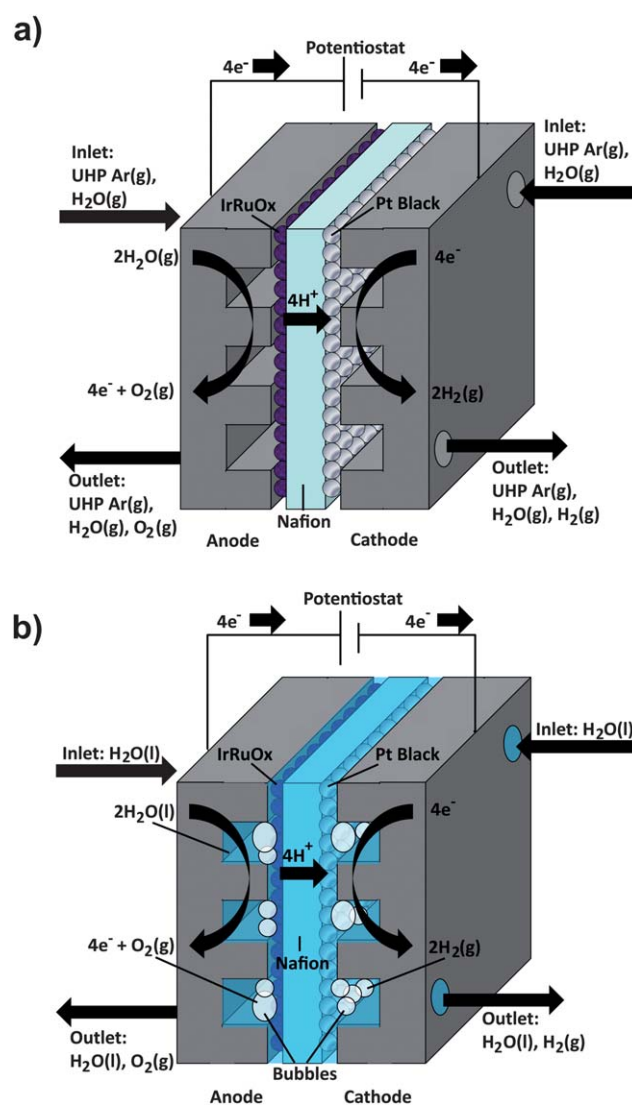 a)
Potentiostat
4e⁻
4e⁻
Inlet:
UHP Ar(g),
H₂O(g)
Inlet:
UHP Ar(g),
H₂O(g)
IrRuOx
Pt Black
2H₂O(g)
4e⁻
4H⁺
4e⁻ + O₂(g)
2H₂(g)
Outlet:
UHP Ar(g),
H₂O(g), O₂(g)
Nafion
Outlet:
UHP Ar(g),
H₂O(g), H₂(g)
Anode
Cathode
b)
Potentiostat
4e⁻
4e⁻
Inlet: H₂O(l)
Inlet: H₂O(l)
IrRuOx
Pt Black
2H₂O(l)
4e⁻
4H⁺
4e⁻ + O₂(g)
Nafion
2H₂(g)
Outlet:
H₂O(l), O₂(g)
Outlet:
H₂O(l), H₂(g)
Bubbles
Anode
Cathode